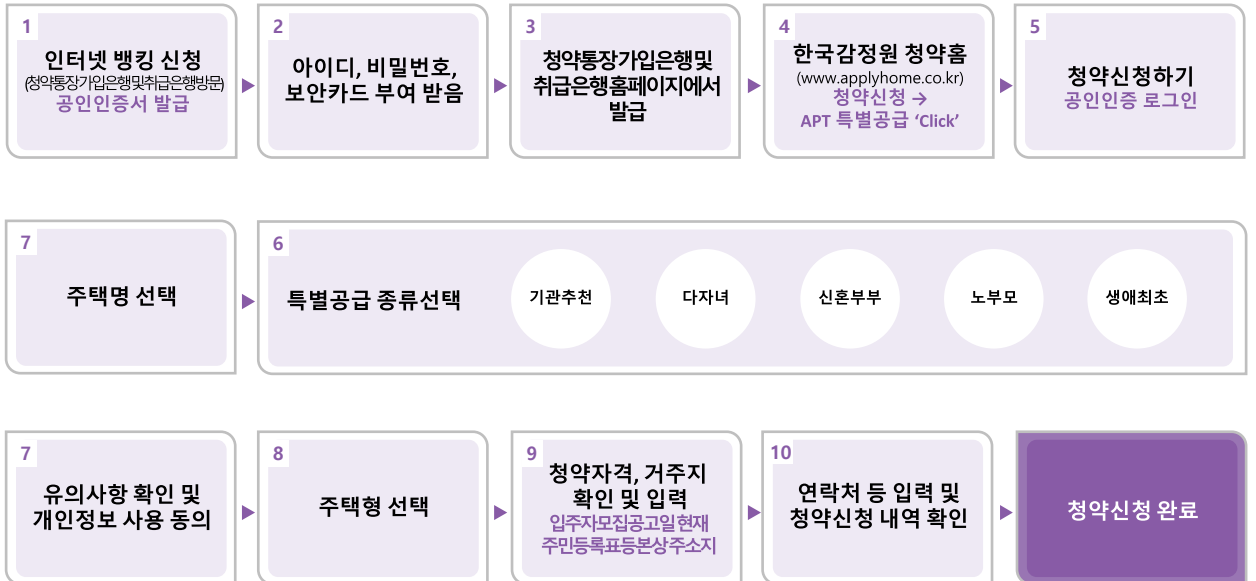 1
인터넷 뱅킹 신청
(청약통장가입은행및취급은행방문)
공인인증서 발급
2
아이디, 비밀번호,
보안카드 부여 받음
3
청약통장가입은행및
취급은행홈페이지에서
발급
4
한국감정원 청약홈
(www.applyhome.co.kr)
청약신청 →
APT 특별공급 ‘Click’
5
청약신청하기
공인인증 로그인
7
주택명 선택
6
특별공급 종류선택
기관추천
다자녀
신혼부부
노부모
생애최초
7
유의사항 확인 및
개인정보 사용 동의
8
주택형 선택
9
청약자격, 거주지
확인 및 입력
입주자모집공고일현재
주민등록표등본상주소지
10
연락처 등 입력 및
청약신청 내역 확인
청약신청 완료